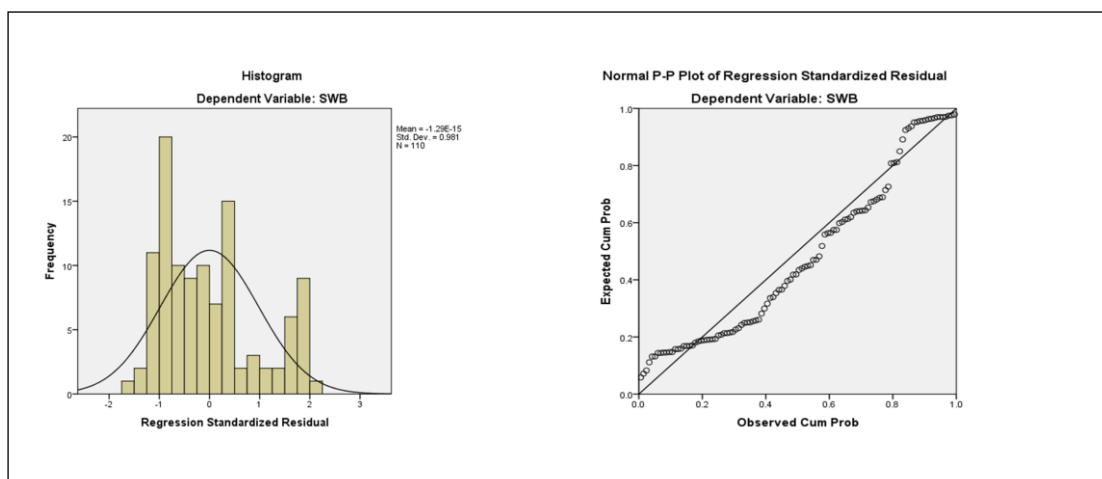 Histogram
Dependent Variable: SWB
Mean = -1.29E-15
Std. Dev. = 0.981
N = 110
Frequency
20
15
10
5
0
-2 -1 0 1 2 3
Regression Standardized Residual
Normal P-P Plot of Regression Standardized Residual
Dependent Variable: SWB
Expected Cum Prob
1.0
0.8
0.6
0.4
0.2
0.0
0.0 0.2 0.4 0.6 0.8 1.0
Observed Cum Prob